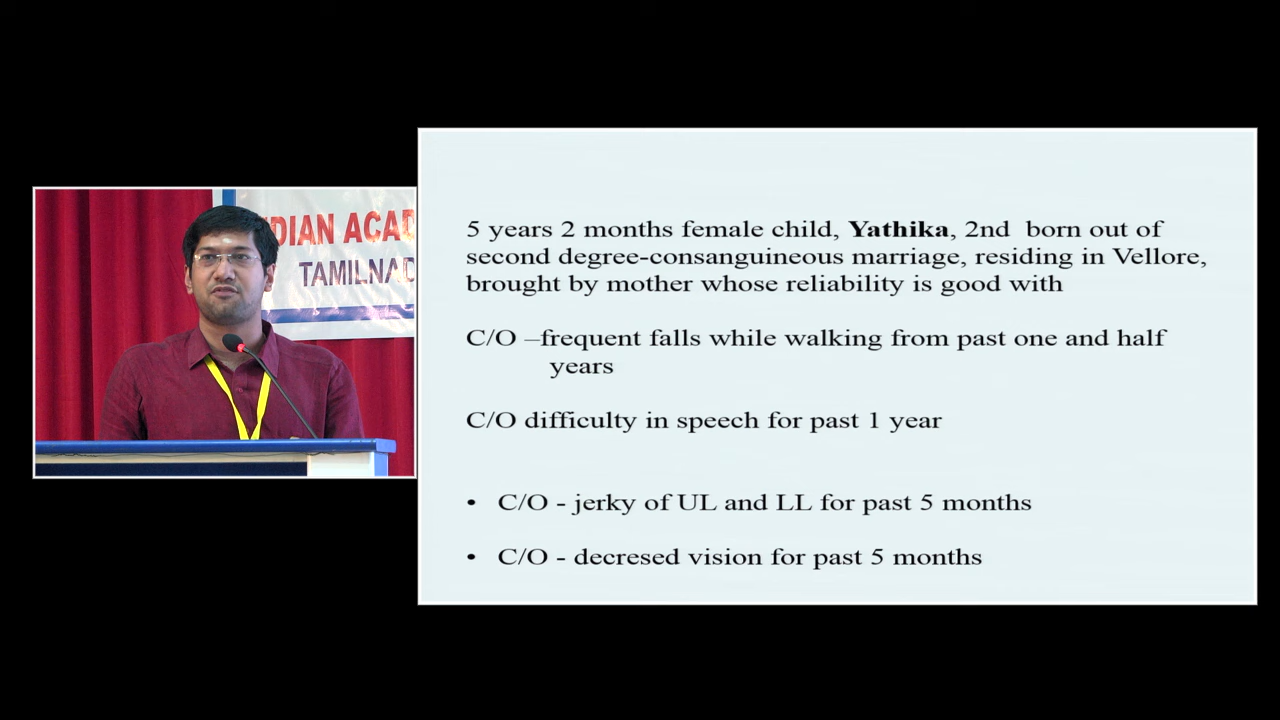 DIAN ACAD
TAMILNAD
5 years 2 months female child, Yathika, 2nd born out of
second degree-consanguineous marriage, residing in Vellore,
brought by mother whose reliability is good with
C/O –frequent falls while walking from past one and half
years
C/O difficulty in speech for past 1 year
• C/O - jerky of UL and LL for past 5 months
• C/O - decresed vision for past 5 months